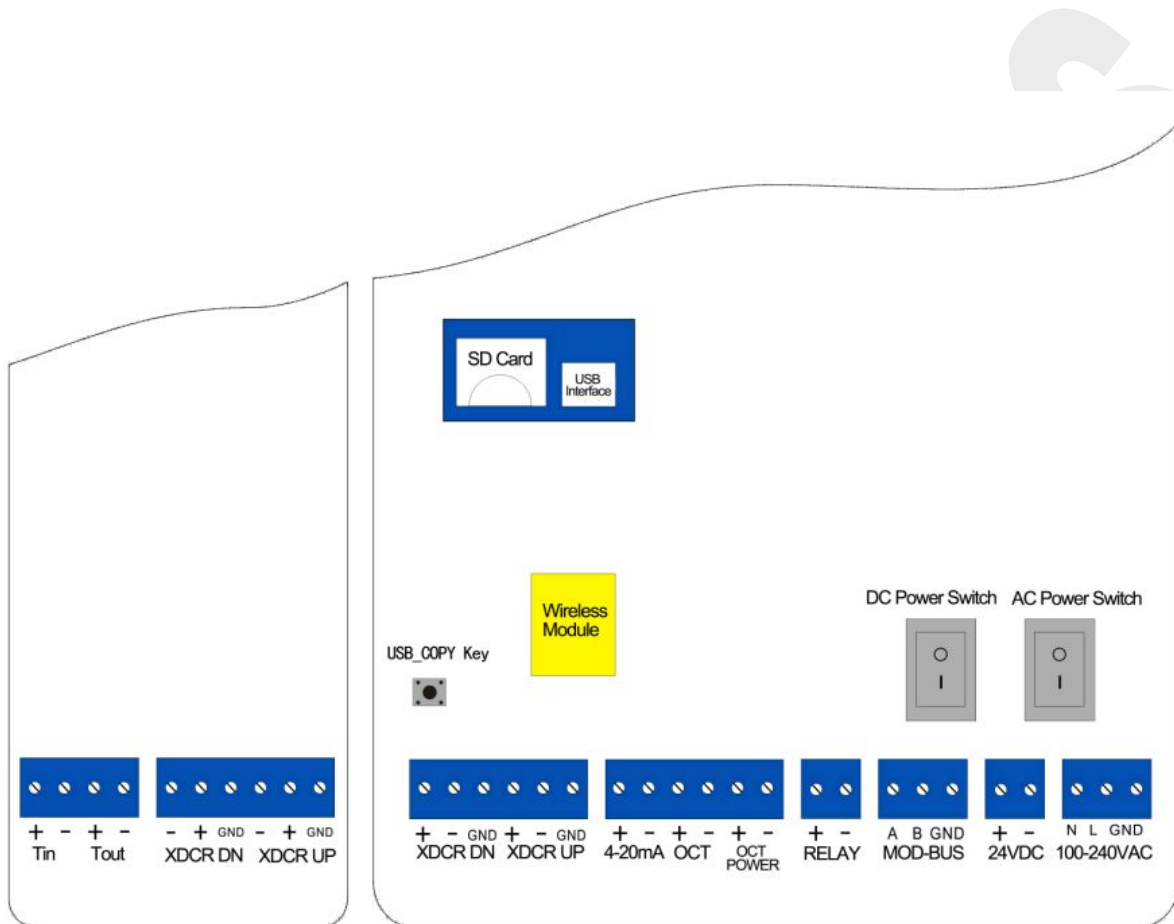 SD Card
USB
Interface
Wireless
Module
DC Power Switch AC Power Switch
USB_COPY Key
+ - + - - + GND - + GND + - GND + - GND + - + - + - + - A B GND + - N L GND
Tin Tout XDCR DN XDCR UP XDCR DN XDCR UP 4-20mA OCT OCT POWER RELAY MOD-BUS 24VDC 100-240VAC